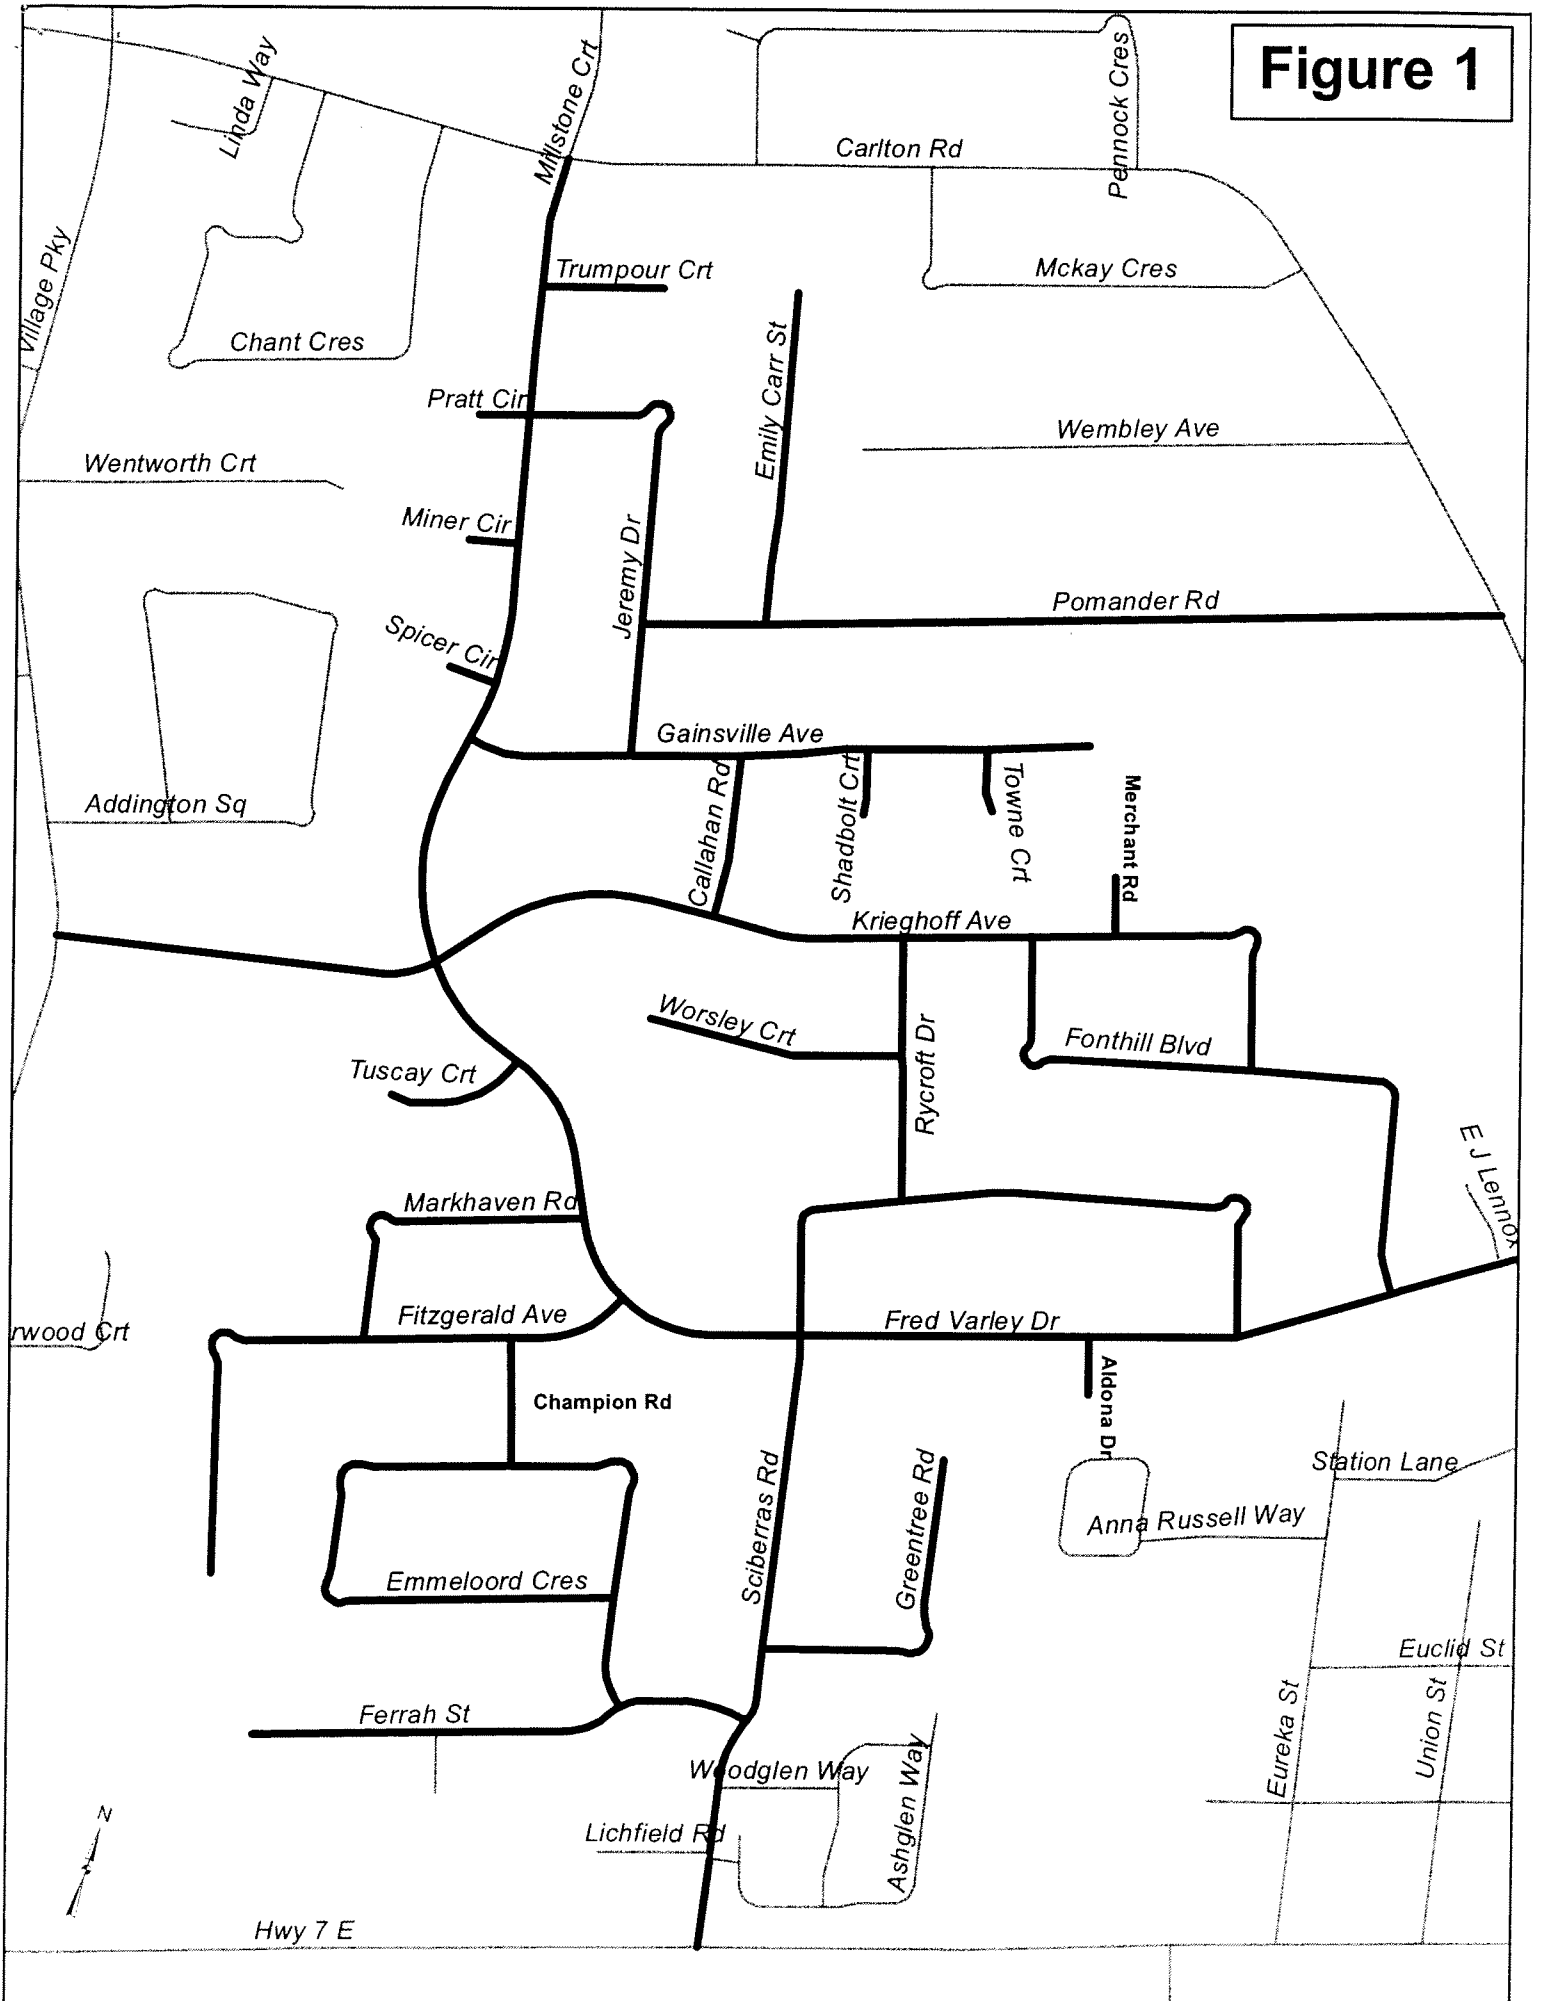 Figure 1
Linda Way
Millstone Crt
Pennock Cres
Carlton Rd
Village Pky
Trumpour Crt
Mckay Cres
Chant Cres
Emily Carr St
Pratt Cir
Wembley Ave
Wentworth Crt
Miner Cir
Jeremy Dr
Pomander Rd
Spicer Cir
Gainsville Ave
Addington Sq
Callahan Rd
Shadbolt Crt
Towne Crt
Merchant Rd
Krieghoff Ave
Worsley Crt
Rycroft Dr
Fonthill Blvd
Tuscay Crt
E J Lennox
Markhaven Rd
Fitzgerald Ave
Fred Varley Dr
rwood Crt
Aldona Dr
Champion Rd
Station Lane
Sciberras Rd
Greentree Rd
Anna Russell Way
Emmeloord Cres
Euclid St
Eureka St
Union St
Ferrah St
Woodglen Way
Ashglen Way
Lichfield Rd
N
Hwy 7 E